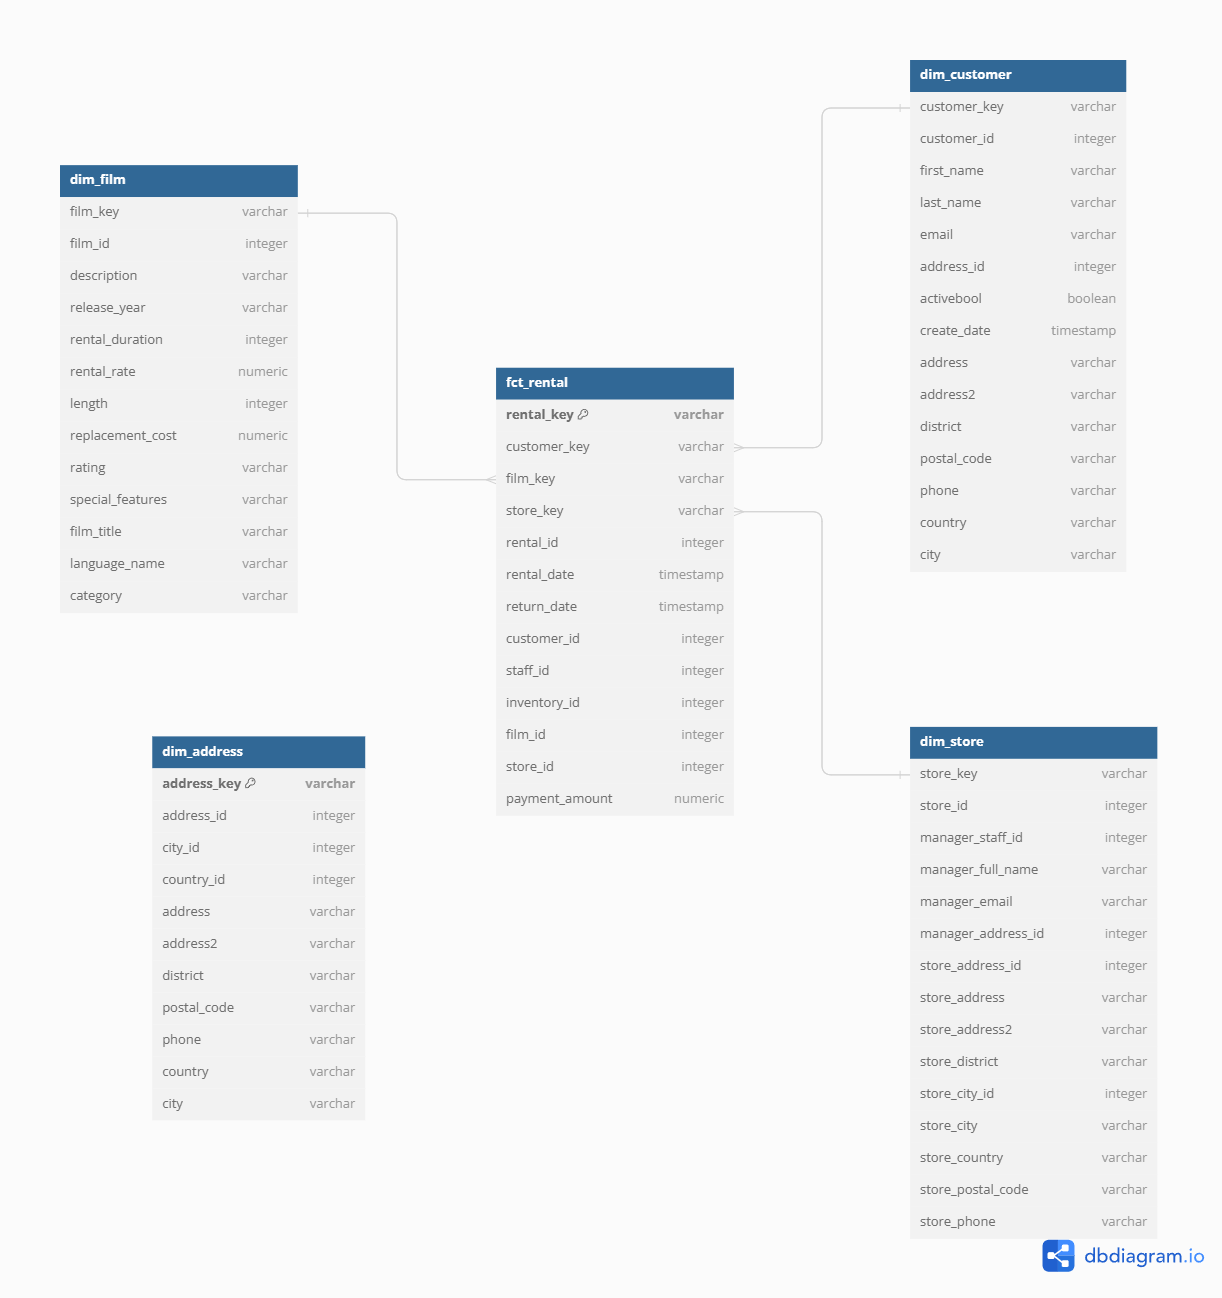 dim_customer
customer_key varchar
customer_id integer
first_name varchar
last_name varchar
email varchar
address_id integer
activebool boolean
create_date timestamp
address varchar
address2 varchar
district varchar
postal_code varchar
phone varchar
country varchar
city varchar
dim_film
film_key varchar
film_id integer
description varchar
release_year varchar
rental_duration integer
rental_rate numeric
length integer
replacement_cost numeric
rating varchar
special_features varchar
film_title varchar
language_name varchar
category varchar
fct_rental
rental_key varchar
customer_key varchar
film_key varchar
store_key varchar
rental_id integer
rental_date timestamp
return_date timestamp
customer_id integer
staff_id integer
inventory_id integer
film_id integer
store_id integer
payment_amount numeric
dim_address
address_key varchar
address_id integer
city_id integer
country_id integer
address varchar
address2 varchar
district varchar
postal_code varchar
phone varchar
country varchar
city varchar
dim_store
store_key varchar
store_id integer
manager_staff_id integer
manager_full_name varchar
manager_email varchar
manager_address_id integer
store_address_id integer
store_address varchar
store_address2 varchar
store_district varchar
store_city_id integer
store_city varchar
store_country varchar
store_postal_code varchar
store_phone varchar
dbdiagram.io